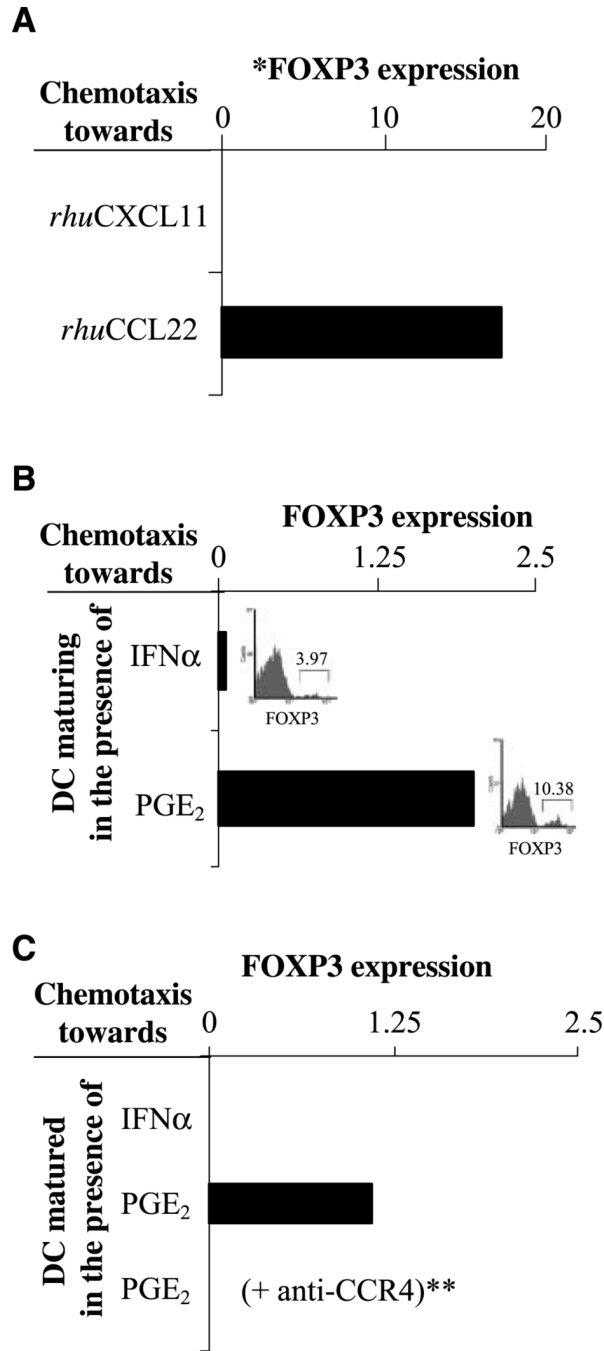 A
*FOXP3 expression
Chemotaxis
towards
0 10 20
rhuCXCL11
rhuCCL22
B
FOXP3 expression
Chemotaxis
towards
0 1.25 2.5
DC maturing
in the presence of
IFNα
3.97
FOXP3
PGE₂
10.38
FOXP3
C
FOXP3 expression
Chemotaxis
towards
0 1.25 2.5
DC matured
in the presence of
IFNα
PGE₂
PGE₂ (+ anti-CCR4)**